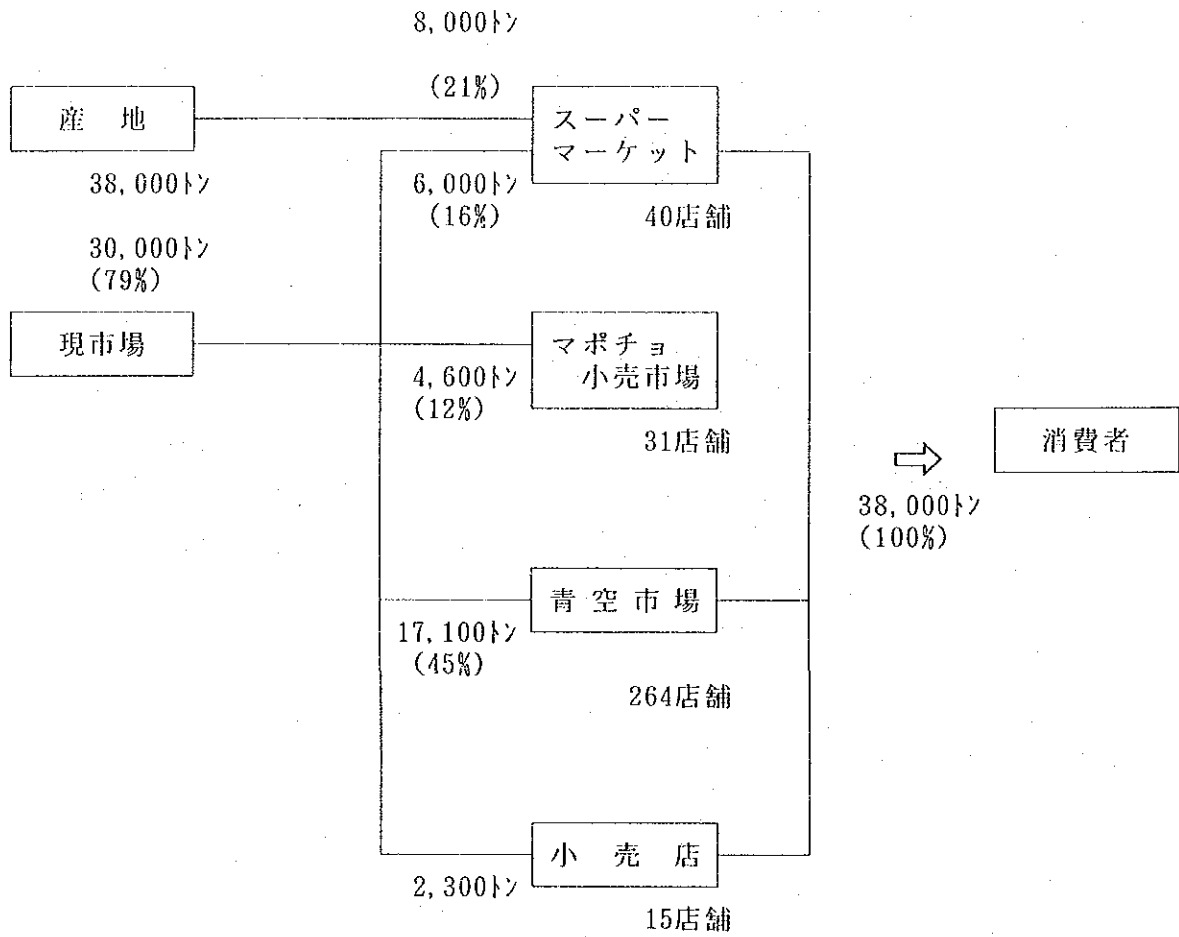 8,000トン
(21%)
産地
スーパー
マーケット
38,000トン
6,000トン
(16%)
40店舗
30,000トン
(79%)
現市場
マポチョ
小売市場
4,600トン
(12%)
31店舗
消費者
38,000トン
(100%)
青空市場
17,100トン
(45%)
264店舗
小売店
2,300トン
15店舗